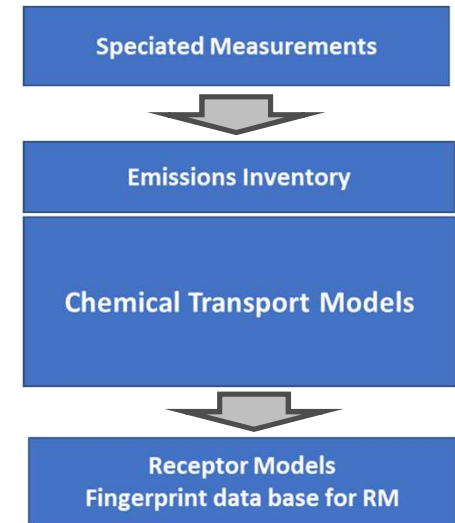 Speciated Measurements
Emissions Inventory
Chemical Transport Models
Receptor Models
Fingerprint data base for RM